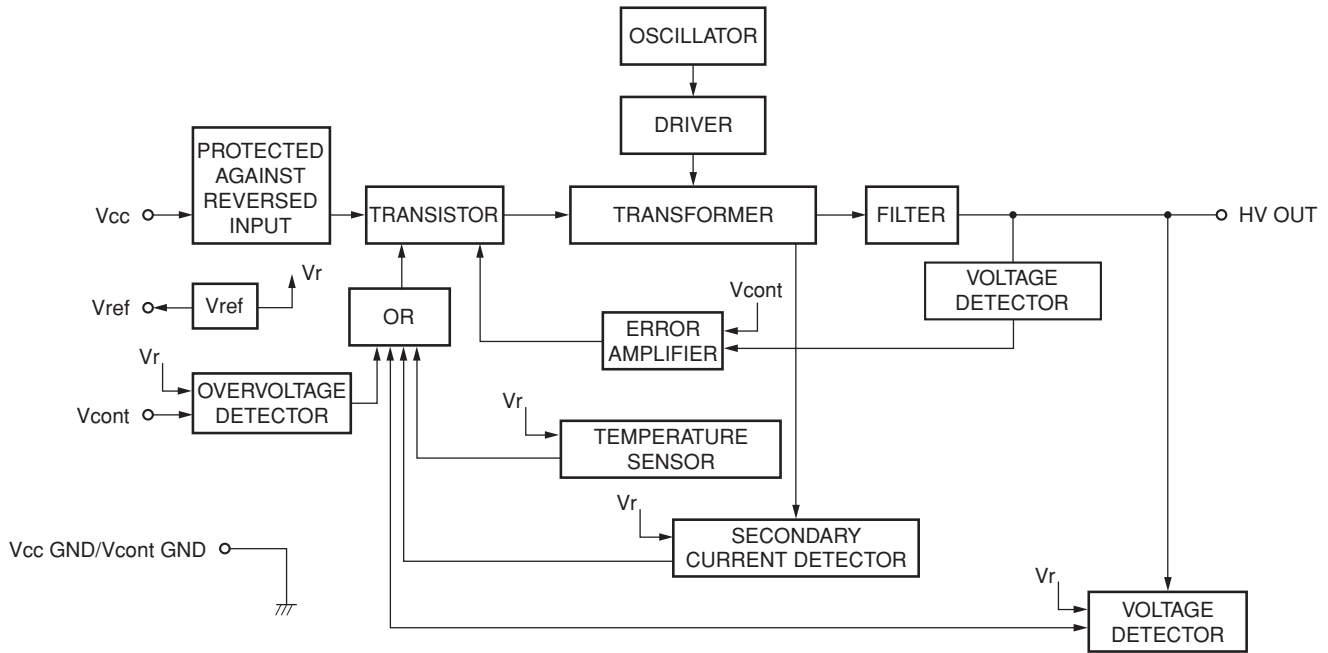 OSCILLATOR
DRIVER
PROTECTED
AGAINST
REVERSED
INPUT
Vcc
TRANSISTOR
TRANSFORMER
FILTER
HV OUT
Vr
Vref
Vref
OR
Vcont
ERROR
AMPLIFIER
VOLTAGE
DETECTOR
Vr
Vcont
OVERVOLTAGE
DETECTOR
Vr
TEMPERATURE
SENSOR
Vr
SECONDARY
CURRENT DETECTOR
Vcc GND/Vcont GND
Vr
VOLTAGE
DETECTOR